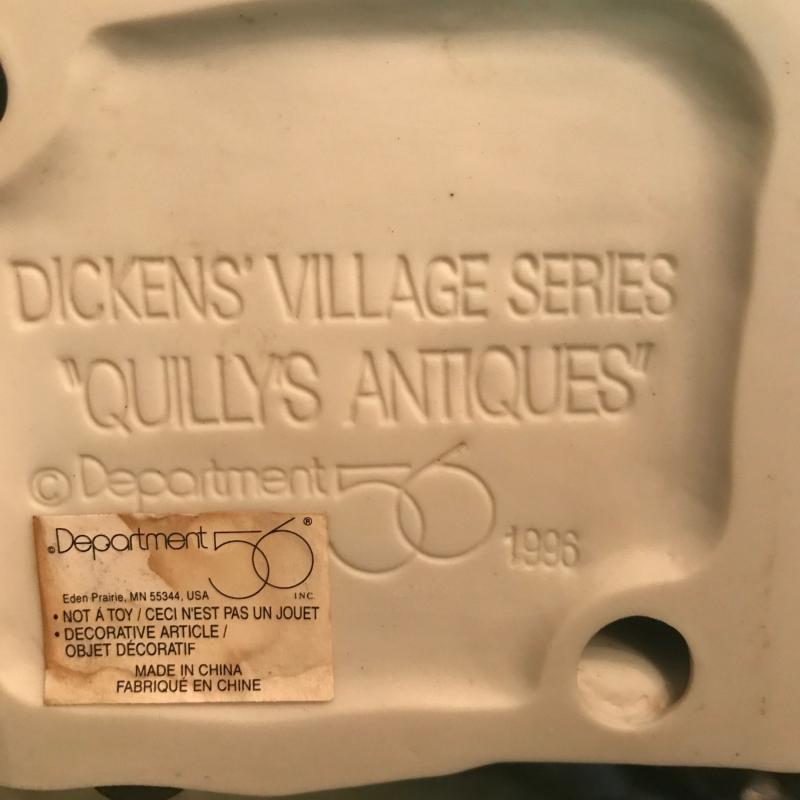 DICKENS' VILLAGE SERIES
"QUILLY'S ANTIQUES"
© Department 56 1996
© Department 56 ®
Eden Prairie, MN 55344, USA INC.
• NOT A TOY / CECI N'EST PAS UN JOUET
• DECORATIVE ARTICLE /
OBJET DÉCORATIF
MADE IN CHINA
FABRIQUÉ EN CHINE